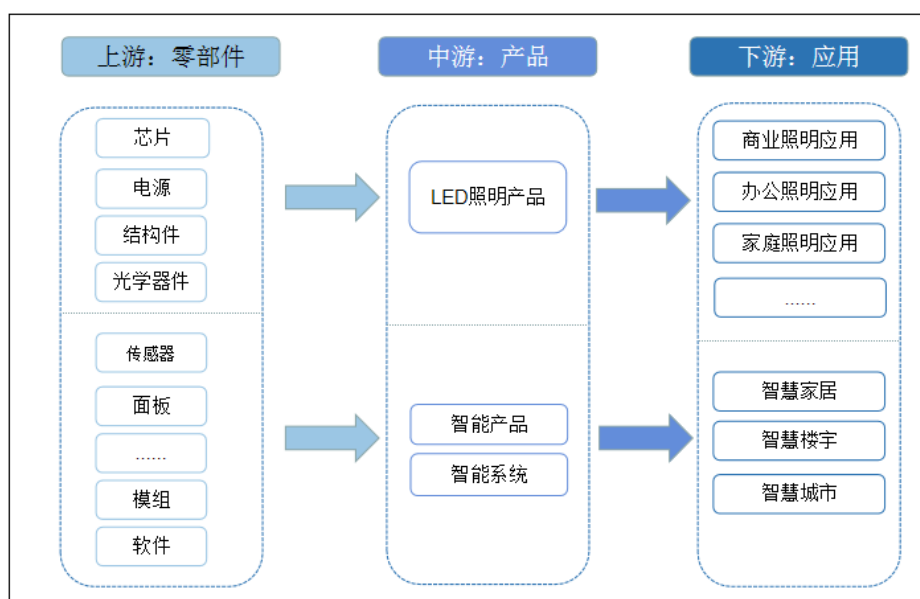 上游：零部件
中游：产品
下游：应用
芯片
电源
结构件
光学器件
传感器
面板
......
模组
软件
LED照明产品
智能产品
智能系统
商业照明应用
办公照明应用
家庭照明应用
......
智慧家居
智慧楼宇
智慧城市